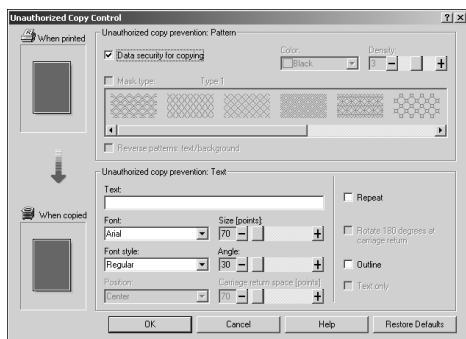 Unauthorized Copy Control
When printed
Unauthorized copy prevention: Pattern
Data security for copying
Color:
Density:
Black
3
Mask type:
Type 1
Reverse patterns: text/background
When copied
Unauthorized copy prevention: Text
Text:
Font:
Size [points]:
Arial
70
Font style:
Angle:
Regular
30
Position:
Carriage return space [points]
Center
70
Repeat
Rotate 180 degrees at
carriage return
Outline
Text only
OK
Cancel
Help
Restore Defaults